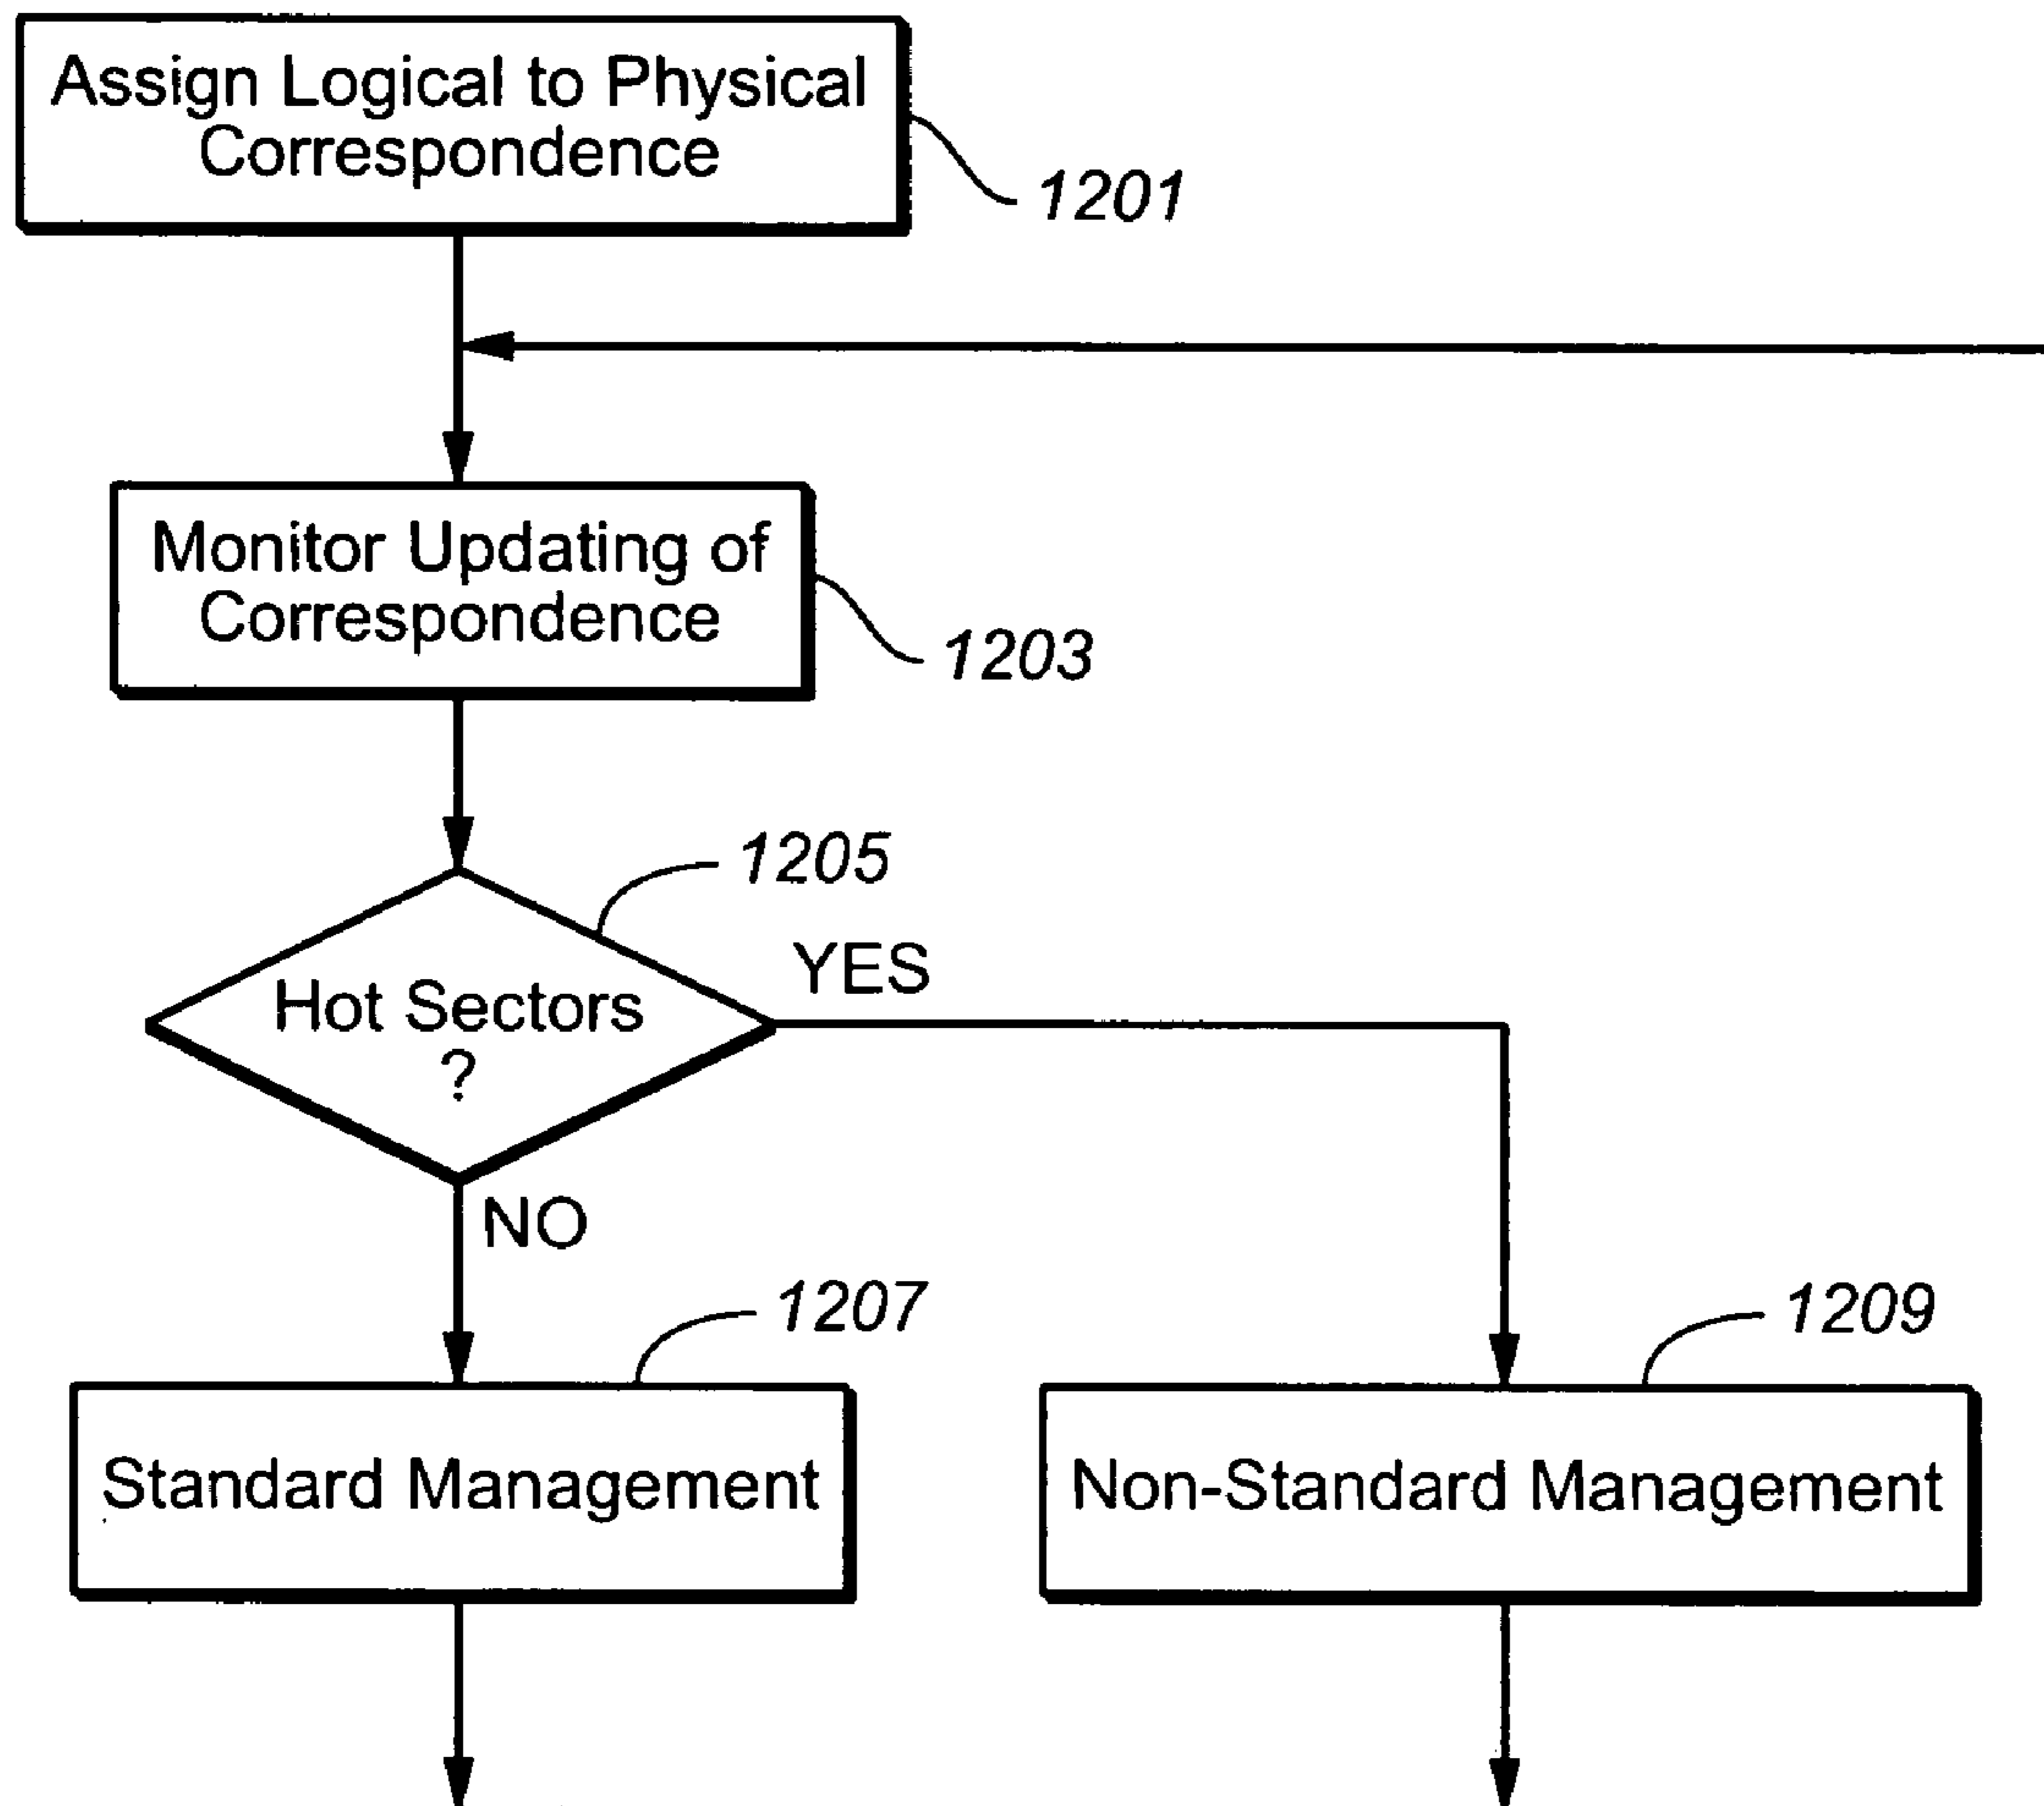 Assign Logical to Physical
Correspondence
1201
Monitor Updating of
Correspondence
1203
1205
Hot Sectors
?
YES
NO
1207
1209
Standard Management
Non-Standard Management